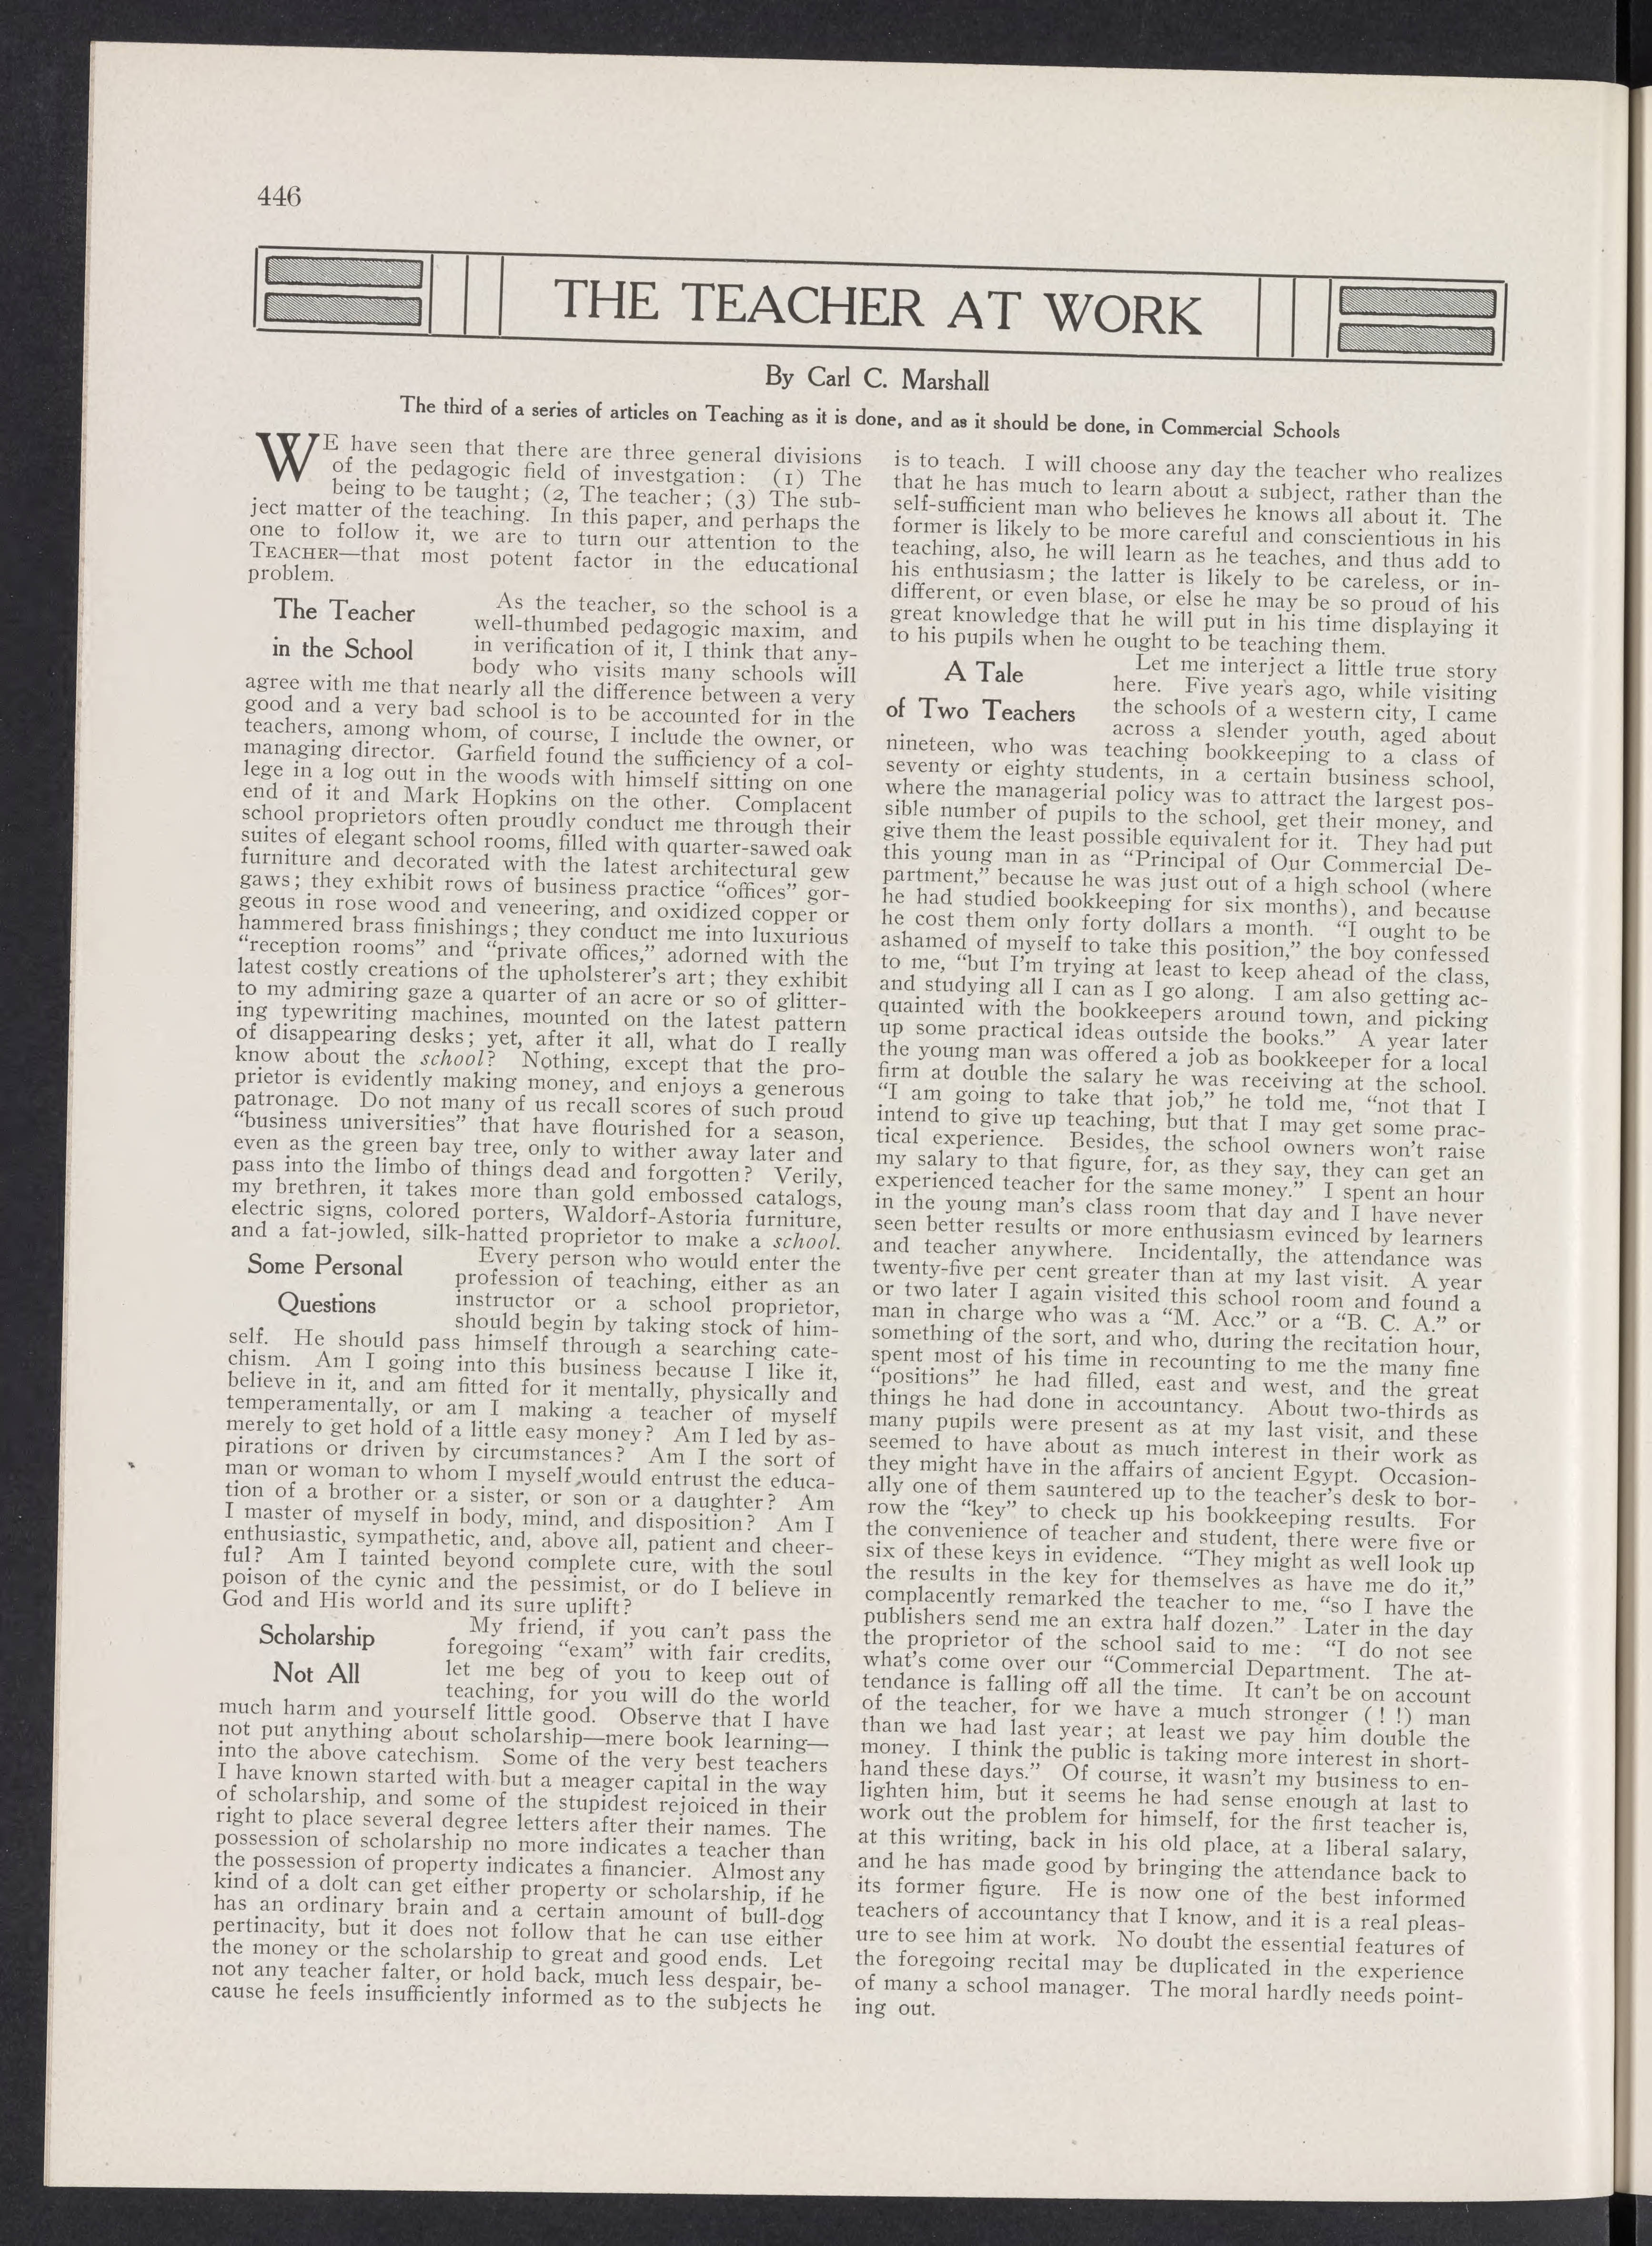 446
THE TEACHER AT WORK
By Carl C. Marshall
The third of a series of articles on Teaching as it is done, and as it should be done, in Commercial Schools
WE have seen that there are three general divisions
of the pedagogic field of investgation: (1) The
being to be taught; (2, The teacher; (3) The sub-
ject matter of the teaching. In this paper, and perhaps the
one to follow it, we are to turn our attention to the
TEACHER—that most potent factor in the educational
problem.
The Teacher
in the School
As the teacher, so the school is a
well-thumbed pedagogic maxim, and
in verification of it, I think that any-
body who visits many schools will
agree with me that nearly all the difference between a very
good and a very bad school is to be accounted for in the
teachers, among whom, of course, I include the owner, or
managing director. Garfield found the sufficiency of a col-
lege in a log out in the woods with himself sitting on one
end of it and Mark Hopkins on the other. Complacent
school proprietors often proudly conduct me through their
suites of elegant school rooms, filled with quarter-sawed oak
furniture and decorated with the latest architectural gew
gaws; they exhibit rows of business practice “offices” gor-
geous in rose wood and veneering, and oxidized copper or
hammered brass finishings; they conduct me into luxurious
“reception rooms” and “private offices,” adorned with the
latest costly creations of the upholsterer’s art; they exhibit
to my admiring gaze a quarter of an acre or so of glitter-
ing typewriting machines, mounted on the latest pattern
of disappearing desks; yet, after it all, what do I really
know about the school? Nothing, except that the pro-
prietor is evidently making money, and enjoys a generous
patronage. Do not many of us recall scores of such proud
“business universities” that have flourished for a season,
even as the green bay tree, only to wither away later and
pass into the limbo of things dead and forgotten? Verily,
my brethren, it takes more than gold embossed catalogs,
electric signs, colored porters, Waldorf-Astoria furniture,
and a fat-jowled, silk-hatted proprietor to make a school.
Some Personal
Questions
Every person who would enter the
profession of teaching, either as an
instructor or a school proprietor,
should begin by taking stock of him-
self. He should pass himself through a searching cate-
chism. Am I going into this business because I like it,
believe in it, and am fitted for it mentally, physically and
temperamentally, or am I making a teacher of myself
merely to get hold of a little easy money? Am I led by as-
pirations or driven by circumstances? Am I the sort of
man or woman to whom I myself would entrust the educa-
tion of a brother or a sister, or son or a daughter? Am
I master of myself in body, mind, and disposition? Am I
enthusiastic, sympathetic, and, above all, patient and cheer-
ful? Am I tainted beyond complete cure, with the soul
poison of the cynic and the pessimist, or do I believe in
God and His world and its sure uplift?
Scholarship
Not All
My friend, if you can’t pass the
foregoing “exam” with fair credits,
let me beg of you to keep out of
teaching, for you will do the world
much harm and yourself little good. Observe that I have
not put anything about scholarship—mere book learning—
into the above catechism. Some of the very best teachers
I have known started with but a meager capital in the way
of scholarship, and some of the stupidest rejoiced in their
right to place several degree letters after their names. The
possession of scholarship no more indicates a teacher than
the possession of property indicates a financier. Almost any
kind of a dolt can get either property or scholarship, if he
has an ordinary brain and a certain amount of bull-dog
pertinacity, but it does not follow that he can use either
the money or the scholarship to great and good ends. Let
not any teacher falter, or hold back, much less despair, be-
cause he feels insufficiently informed as to the subjects he
is to teach. I will choose any day the teacher who realizes
that he has much to learn about a subject, rather than the
self-sufficient man who believes he knows all about it. The
former is likely to be more careful and conscientious in his
teaching, also, he will learn as he teaches, and thus add to
his enthusiasm; the latter is likely to be careless, or in-
different, or even blase, or else he may be so proud of his
great knowledge that he will put in his time displaying it
to his pupils when he ought to be teaching them.
A Tale
of Two Teachers
Let me interject a little true story
here. Five years ago, while visiting
the schools of a western city, I came
across a slender youth, aged about
nineteen, who was teaching bookkeeping to a class of
seventy or eighty students, in a certain business school,
where the managerial policy was to attract the largest pos-
sible number of pupils to the school, get their money, and
give them the least possible equivalent for it. They had put
this young man in as “Principal of Our Commercial De-
partment,” because he was just out of a high school (where
he had studied bookkeeping for six months), and because
he cost them only forty dollars a month. “I ought to be
ashamed of myself to take this position,” the boy confessed
to me, “but I’m trying at least to keep ahead of the class,
and studying all I can as I go along. I am also getting ac-
quainted with the bookkeepers around town, and picking
up some practical ideas outside the books.” A year later
the young man was offered a job as bookkeeper for a local
firm at double the salary he was receiving at the school.
“I am going to take that job,” he told me, “not that I
intend to give up teaching, but that I may get some prac-
tical experience. Besides, the school owners won’t raise
my salary to that figure, for, as they say, they can get an
experienced teacher for the same money.” I spent an hour
in the young man’s class room that day and I have never
seen better results or more enthusiasm evinced by learners
and teacher anywhere. Incidentally, the attendance was
twenty-five per cent greater than at my last visit. A year
or two later I again visited this school room and found a
man in charge who was a “M. Acc.” or a “B. C. A.” or
something of the sort, and who, during the recitation hour,
spent most of his time in recounting to me the many fine
“positions” he had filled, east and west, and the great
things he had done in accountancy. About two-thirds as
many pupils were present as at my last visit, and these
seemed to have about as much interest in their work as
they might have in the affairs of ancient Egypt. Occasion-
ally one of them sauntered up to the teacher’s desk to bor-
row the “key” to check up his bookkeeping results. For
the convenience of teacher and student, there were five or
six of these keys in evidence. “They might as well look up
the results in the key for themselves as have me do it,”
complacently remarked the teacher to me, “so I have the
publishers send me an extra half dozen.” Later in the day
the proprietor of the school said to me: “I do not see
what’s come over our “Commercial Department. The at-
tendance is falling off all the time. It can’t be on account
of the teacher, for we have a much stronger (!!) man
than we had last year; at least we pay him double the
money. I think the public is taking more interest in short-
hand these days.” Of course, it wasn’t my business to en-
lighten him, but it seems he had sense enough at last to
work out the problem for himself, for the first teacher is,
at this writing, back in his old place, at a liberal salary,
and he has made good by bringing the attendance back to
its former figure. He is now one of the best informed
teachers of accountancy that I know, and it is a real pleas-
ure to see him at work. No doubt the essential features of
the foregoing recital may be duplicated in the experience
of many a school manager. The moral hardly needs point-
ing out.